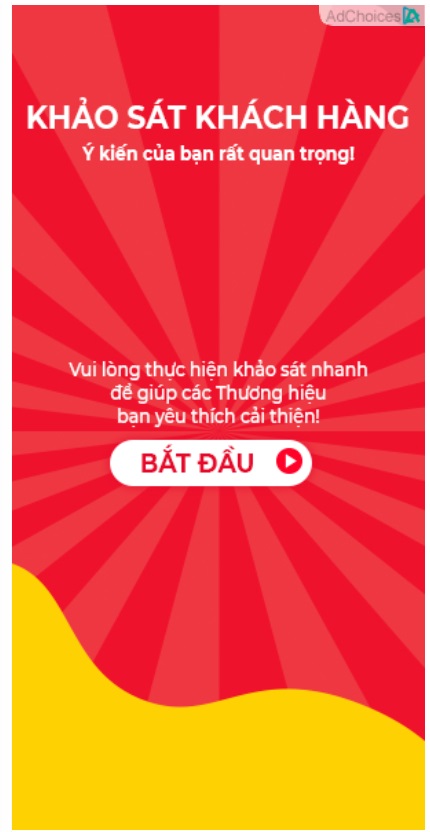 AdChoices
KHẢO SÁT KHÁCH HÀNG
Ý kiến của bạn rất quan trọng!
Vui lòng thực hiện khảo sát nhanh
để giúp các Thương hiệu
bạn yêu thích cải thiện!
BẮT ĐẦU